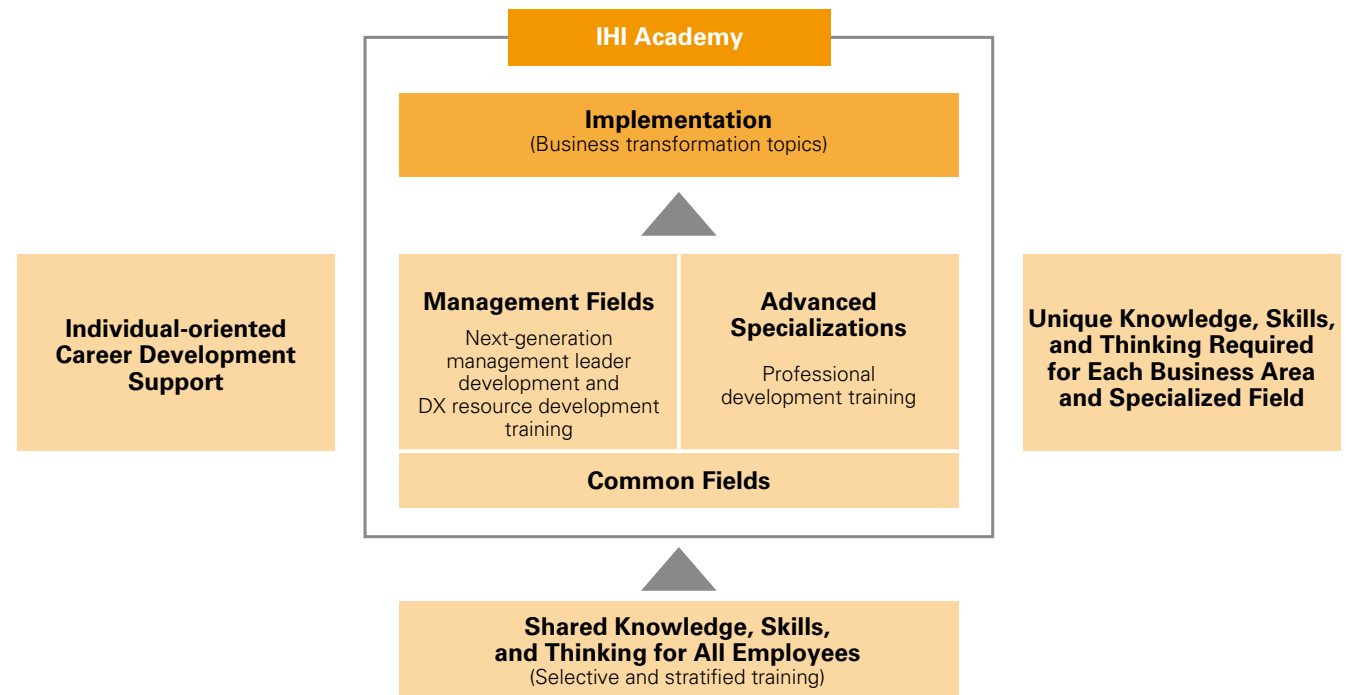 IHI Academy
Implementation
(Business transformation topics)
Individual-oriented
Career Development
Support
Management Fields
Next-generation
management leader
development and
DX resource development
training
Advanced
Specializations
Professional
development training
Common Fields
Unique Knowledge, Skills,
and Thinking Required
for Each Business Area
and Specialized Field
Shared Knowledge, Skills,
and Thinking for All Employees
(Selective and stratified training)